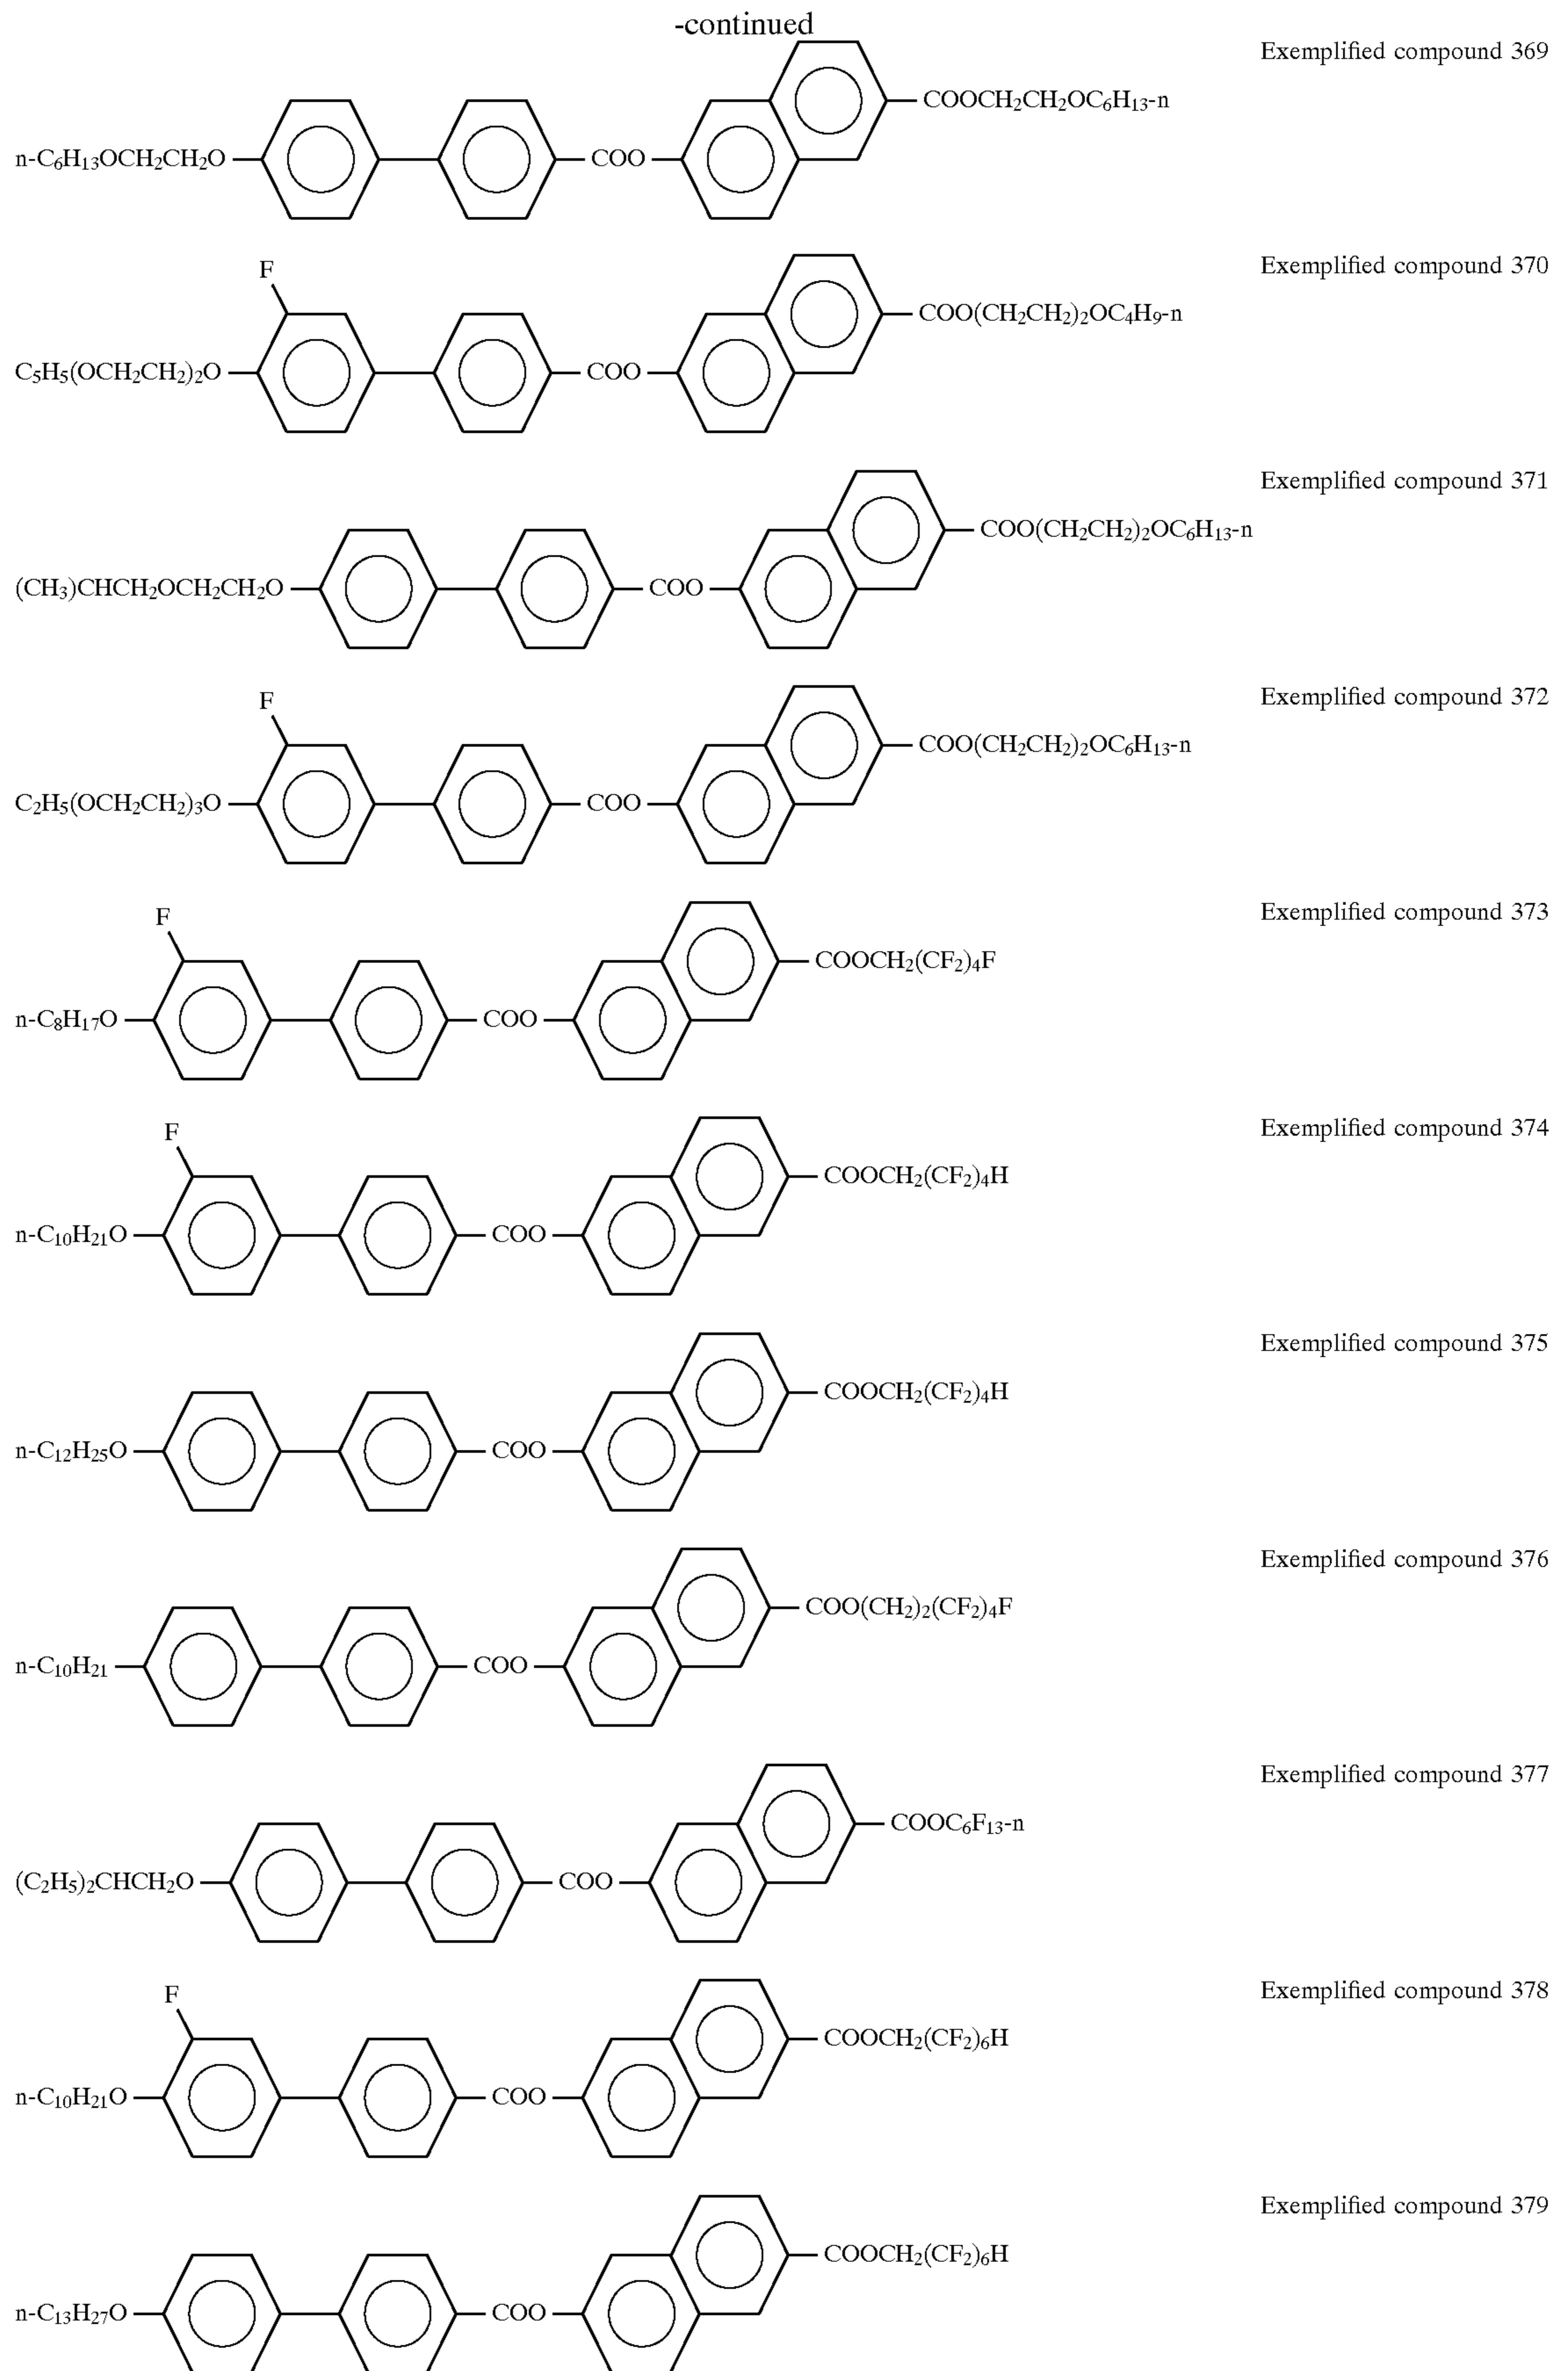 -continued
Exemplified compound 369
n-C6H13OCH2CH2O COO COOCH2CH2OC6H13-n
Exemplified compound 370
F
C5H5(OCH2CH2)2O COO COO(CH2CH2)2OC4H9-n
Exemplified compound 371
(CH3)CHCH2OCH2CH2O COO COO(CH2CH2)2OC6H13-n
Exemplified compound 372
F
C2H5(OCH2CH2)3O COO COO(CH2CH2)2OC6H13-n
Exemplified compound 373
F
n-C8H17O COO COOCH2(CF2)4F
Exemplified compound 374
F
n-C10H21O COO COOCH2(CF2)4H
Exemplified compound 375
n-C12H25O COO COOCH2(CF2)4H
Exemplified compound 376
n-C10H21 COO COO(CH2)2(CF2)4F
Exemplified compound 377
(C2H5)2CHCH2O COO COOC6F13-n
Exemplified compound 378
F
n-C10H21O COO COOCH2(CF2)6H
Exemplified compound 379
n-C13H27O COO COOCH2(CF2)6H